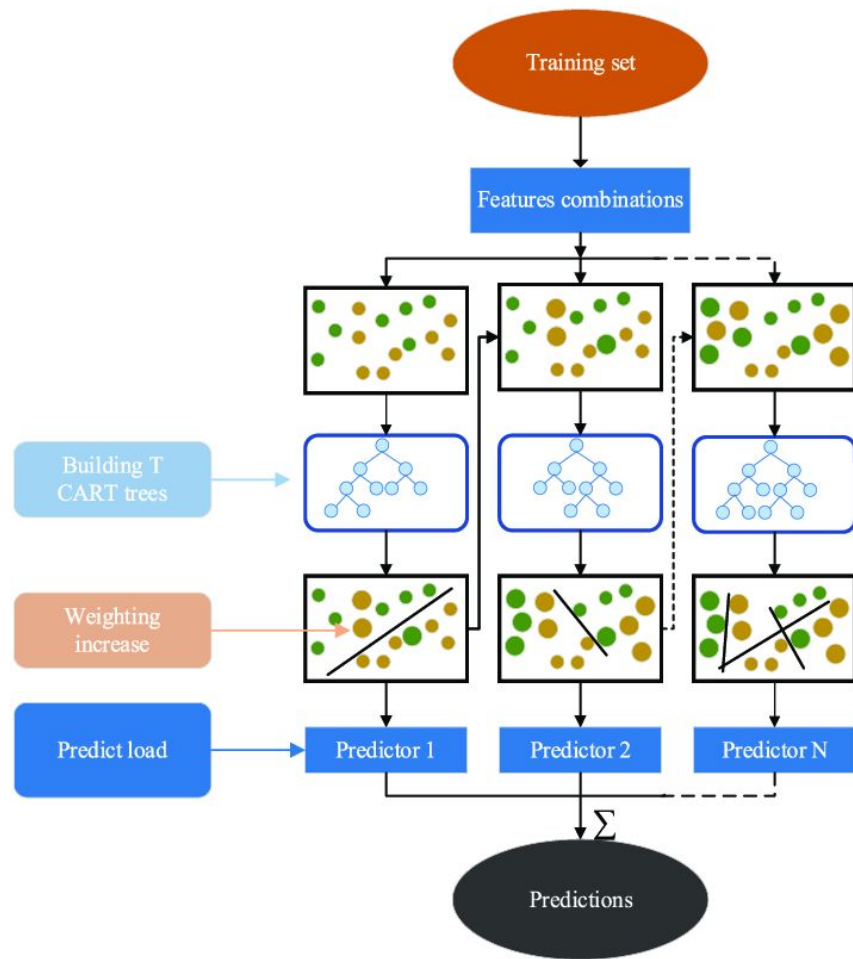 Training set
Features combinations
Building T
CART trees
Weighting
increase
Predict load
Predictor 1
Predictor 2
Predictor N
∑
Predictions